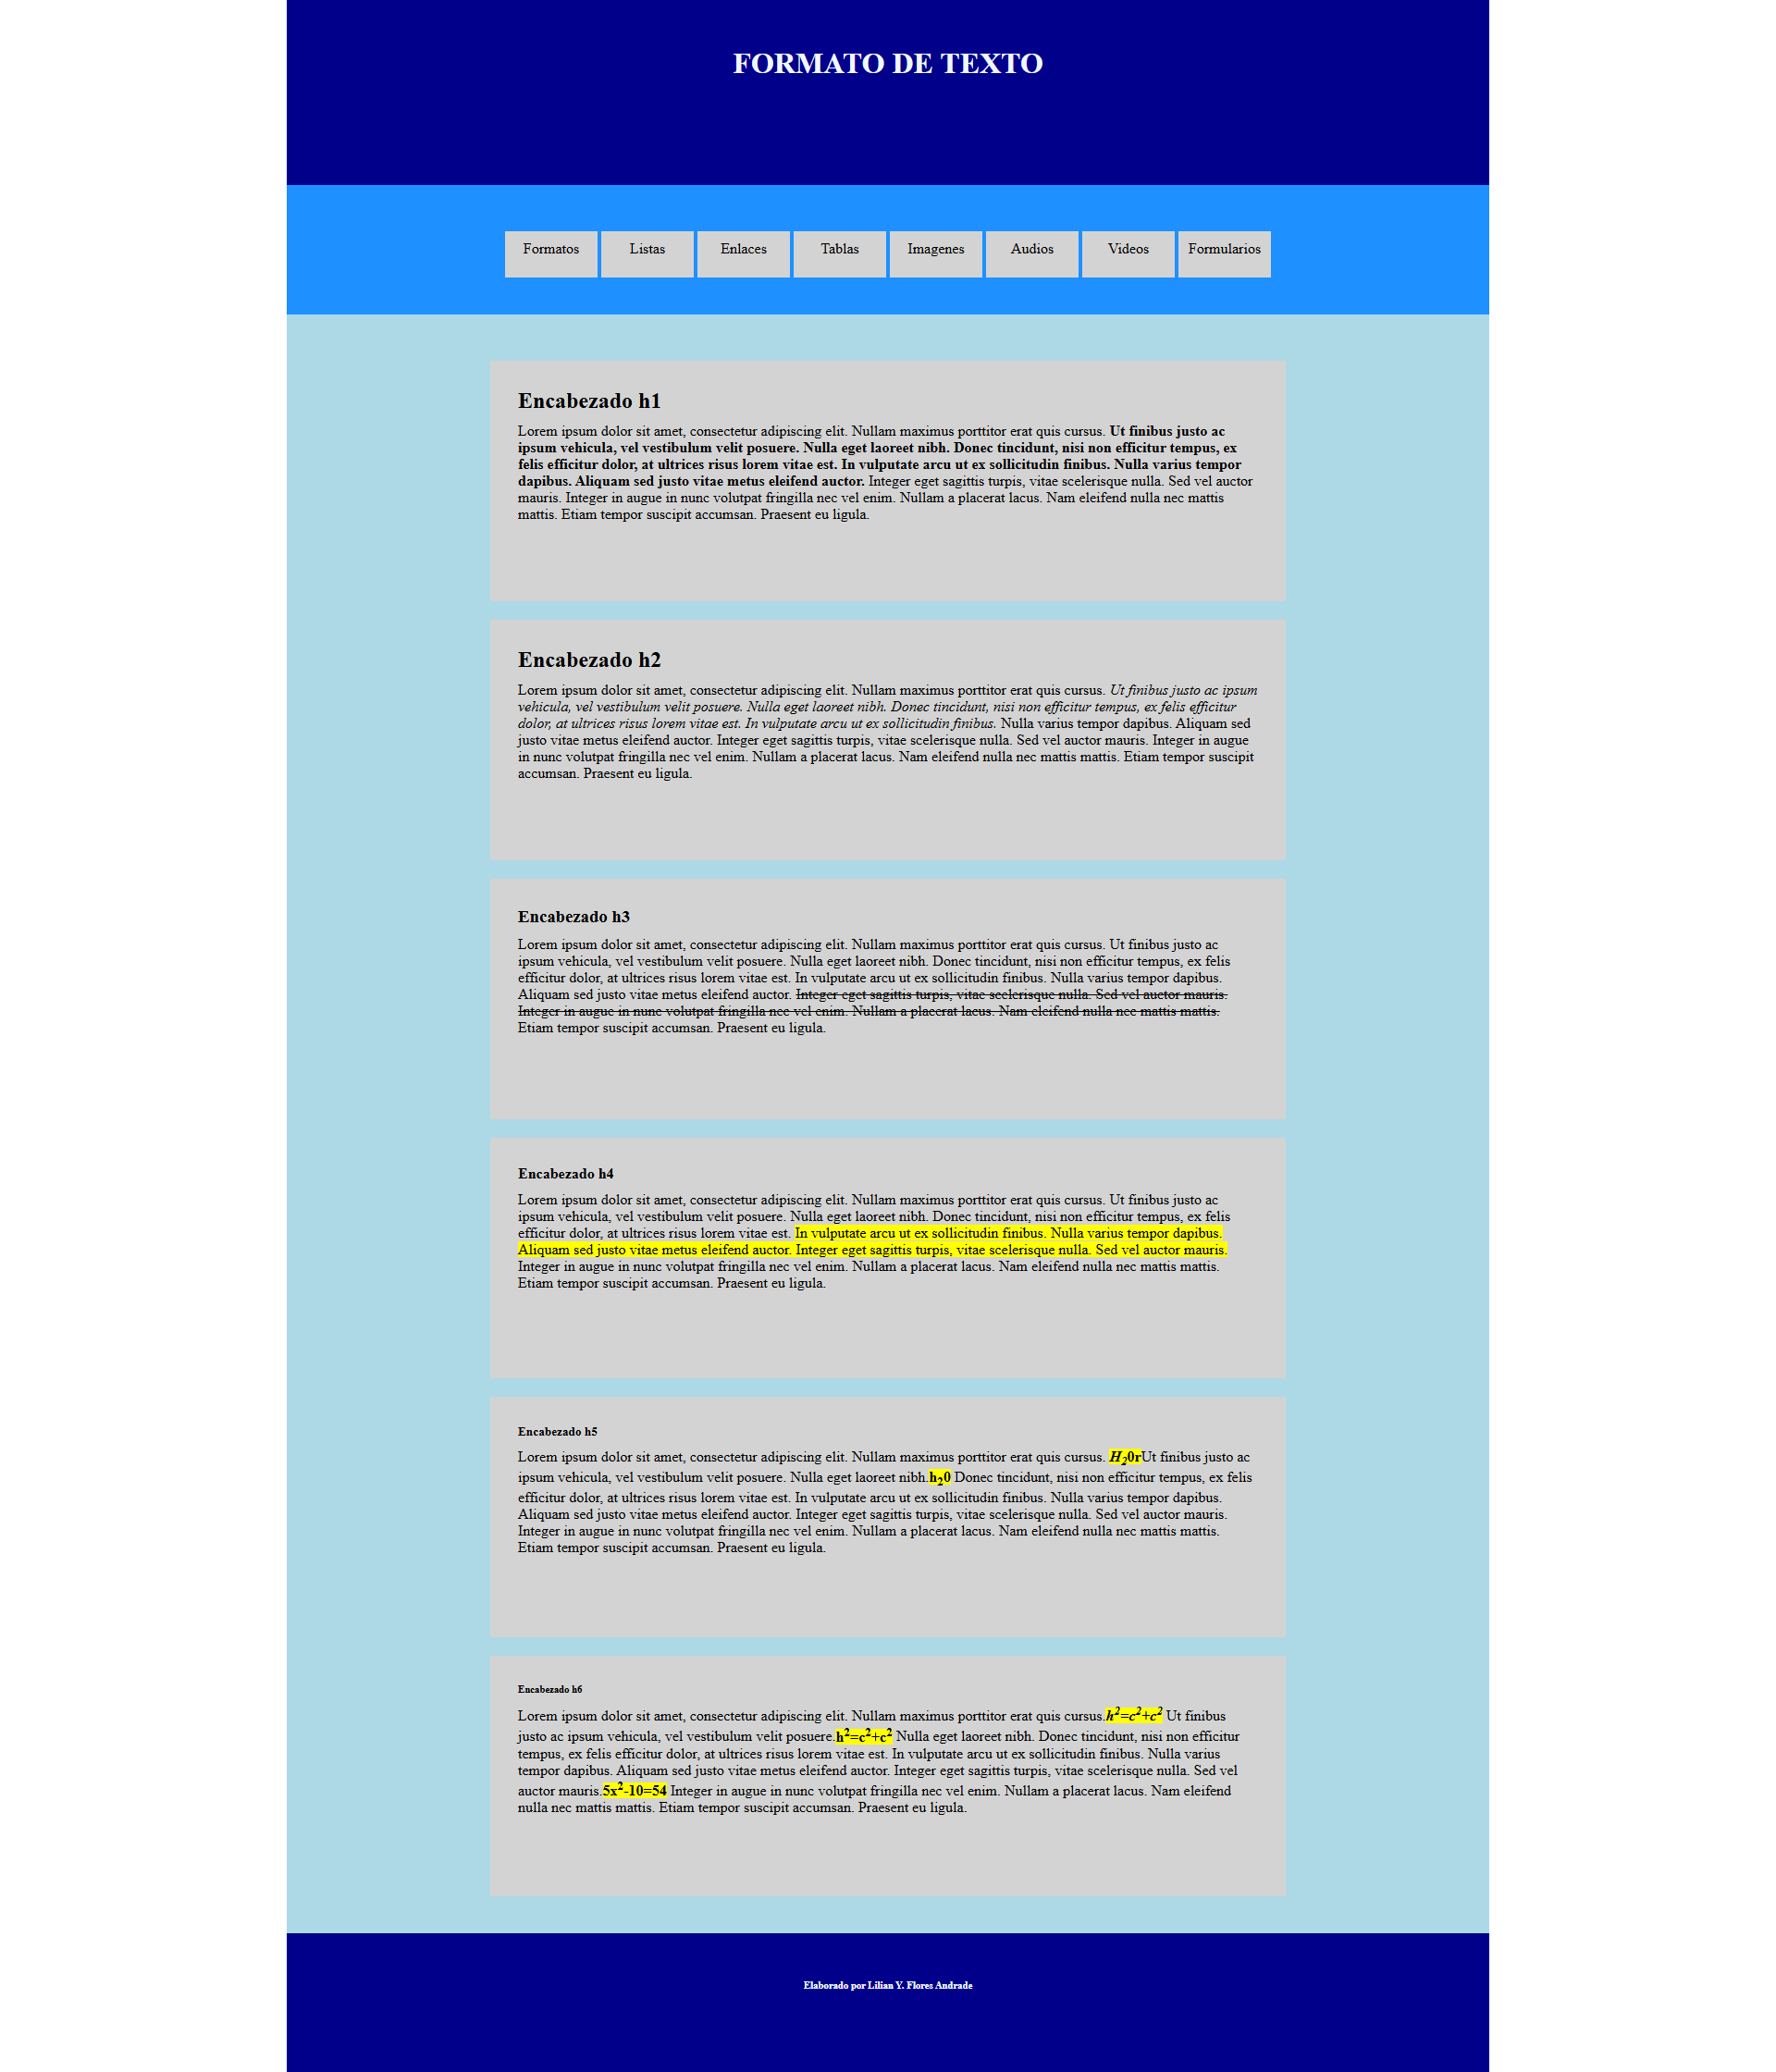 FORMATO DE TEXTO
Formatos Listas Enlaces Tablas Imagenes Audios Videos Formularios
Encabezado h1
Lorem ipsum dolor sit amet, consectetur adipiscing elit. Nullam maximus porttitor erat quis cursus. Ut finibus justo ac
ipsum vehicula, vel vestibulum velit posuere. Nulla eget laoreet nibh. Donec tincidunt, nisi non efficitur tempus, ex
felis efficitur dolor, at ultrices risus lorem vitae est. In vulputate arcu ut ex sollicitudin finibus. Nulla varius tempor
dapibus. Aliquam sed justo vitae metus eleifend auctor. Integer eget sagittis turpis, vitae scelerisque nulla. Sed vel auctor
mauris. Integer in augue in nunc volutpat fringilla nec vel enim. Nullam a placerat lacus. Nam eleifend nulla nec mattis
mattis. Etiam tempor suscipit accumsan. Praesent eu ligula.
Encabezado h2
Lorem ipsum dolor sit amet, consectetur adipiscing elit. Nullam maximus porttitor erat quis cursus. Ut finibus justo ac ipsum
vehicula, vel vestibulum velit posuere. Nulla eget laoreet nibh. Donec tincidunt, nisi non efficitur tempus, ex felis efficitur
dolor, at ultrices risus lorem vitae est. In vulputate arcu ut ex sollicitudin finibus. Nulla varius tempor dapibus. Aliquam sed
justo vitae metus eleifend auctor. Integer eget sagittis turpis, vitae scelerisque nulla. Sed vel auctor mauris. Integer in augue
in nunc volutpat fringilla nec vel enim. Nullam a placerat lacus. Nam eleifend nulla nec mattis mattis. Etiam tempor suscipit
accumsan. Praesent eu ligula.
Encabezado h3
Lorem ipsum dolor sit amet, consectetur adipiscing elit. Nullam maximus porttitor erat quis cursus. Ut finibus justo ac
ipsum vehicula, vel vestibulum velit posuere. Nulla eget laoreet nibh. Donec tincidunt, nisi non efficitur tempus, ex felis
efficitur dolor, at ultrices risus lorem vitae est. In vulputate arcu ut ex sollicitudin finibus. Nulla varius tempor dapibus.
Aliquam sed justo vitae metus eleifend auctor. Integer eget sagittis turpis, vitae scelerisque nulla. Sed vel auctor mauris.
Integer in augue in nunc volutpat fringilla nec vel enim. Nullam a placerat lacus. Nam eleifend nulla nec mattis mattis.
Etiam tempor suscipit accumsan. Praesent eu ligula.
Encabezado h4
Lorem ipsum dolor sit amet, consectetur adipiscing elit. Nullam maximus porttitor erat quis cursus. Ut finibus justo ac
ipsum vehicula, vel vestibulum velit posuere. Nulla eget laoreet nibh. Donec tincidunt, nisi non efficitur tempus, ex felis
efficitur dolor, at ultrices risus lorem vitae est. In vulputate arcu ut ex sollicitudin finibus. Nulla varius tempor dapibus.
Aliquam sed justo vitae metus eleifend auctor. Integer eget sagittis turpis, vitae scelerisque nulla. Sed vel auctor mauris.
Integer in augue in nunc volutpat fringilla nec vel enim. Nullam a placerat lacus. Nam eleifend nulla nec mattis mattis.
Etiam tempor suscipit accumsan. Praesent eu ligula.
Encabezado h5
Lorem ipsum dolor sit amet, consectetur adipiscing elit. Nullam maximus porttitor erat quis cursus. H₂0rUt finibus justo ac
ipsum vehicula, vel vestibulum velit posuere. Nulla eget laoreet nibh.h₂0 Donec tincidunt, nisi non efficitur tempus, ex felis
efficitur dolor, at ultrices risus lorem vitae est. In vulputate arcu ut ex sollicitudin finibus. Nulla varius tempor dapibus.
Aliquam sed justo vitae metus eleifend auctor. Integer eget sagittis turpis, vitae scelerisque nulla. Sed vel auctor mauris.
Integer in augue in nunc volutpat fringilla nec vel enim. Nullam a placerat lacus. Nam eleifend nulla nec mattis mattis.
Etiam tempor suscipit accumsan. Praesent eu ligula.
Encabezado h6
Lorem ipsum dolor sit amet, consectetur adipiscing elit. Nullam maximus porttitor erat quis cursus.h²=c²+c² Ut finibus
justo ac ipsum vehicula, vel vestibulum velit posuere.h²=c²+c² Nulla eget laoreet nibh. Donec tincidunt, nisi non efficitur
tempus, ex felis efficitur dolor, at ultrices risus lorem vitae est. In vulputate arcu ut ex sollicitudin finibus. Nulla varius
tempor dapibus. Aliquam sed justo vitae metus eleifend auctor. Integer eget sagittis turpis, vitae scelerisque nulla. Sed vel
auctor mauris.5x²-10=54 Integer in augue in nunc volutpat fringilla nec vel enim. Nullam a placerat lacus. Nam eleifend
nulla nec mattis mattis. Etiam tempor suscipit accumsan. Praesent eu ligula.
Elaborado por Lilian Y. Flores Andrade